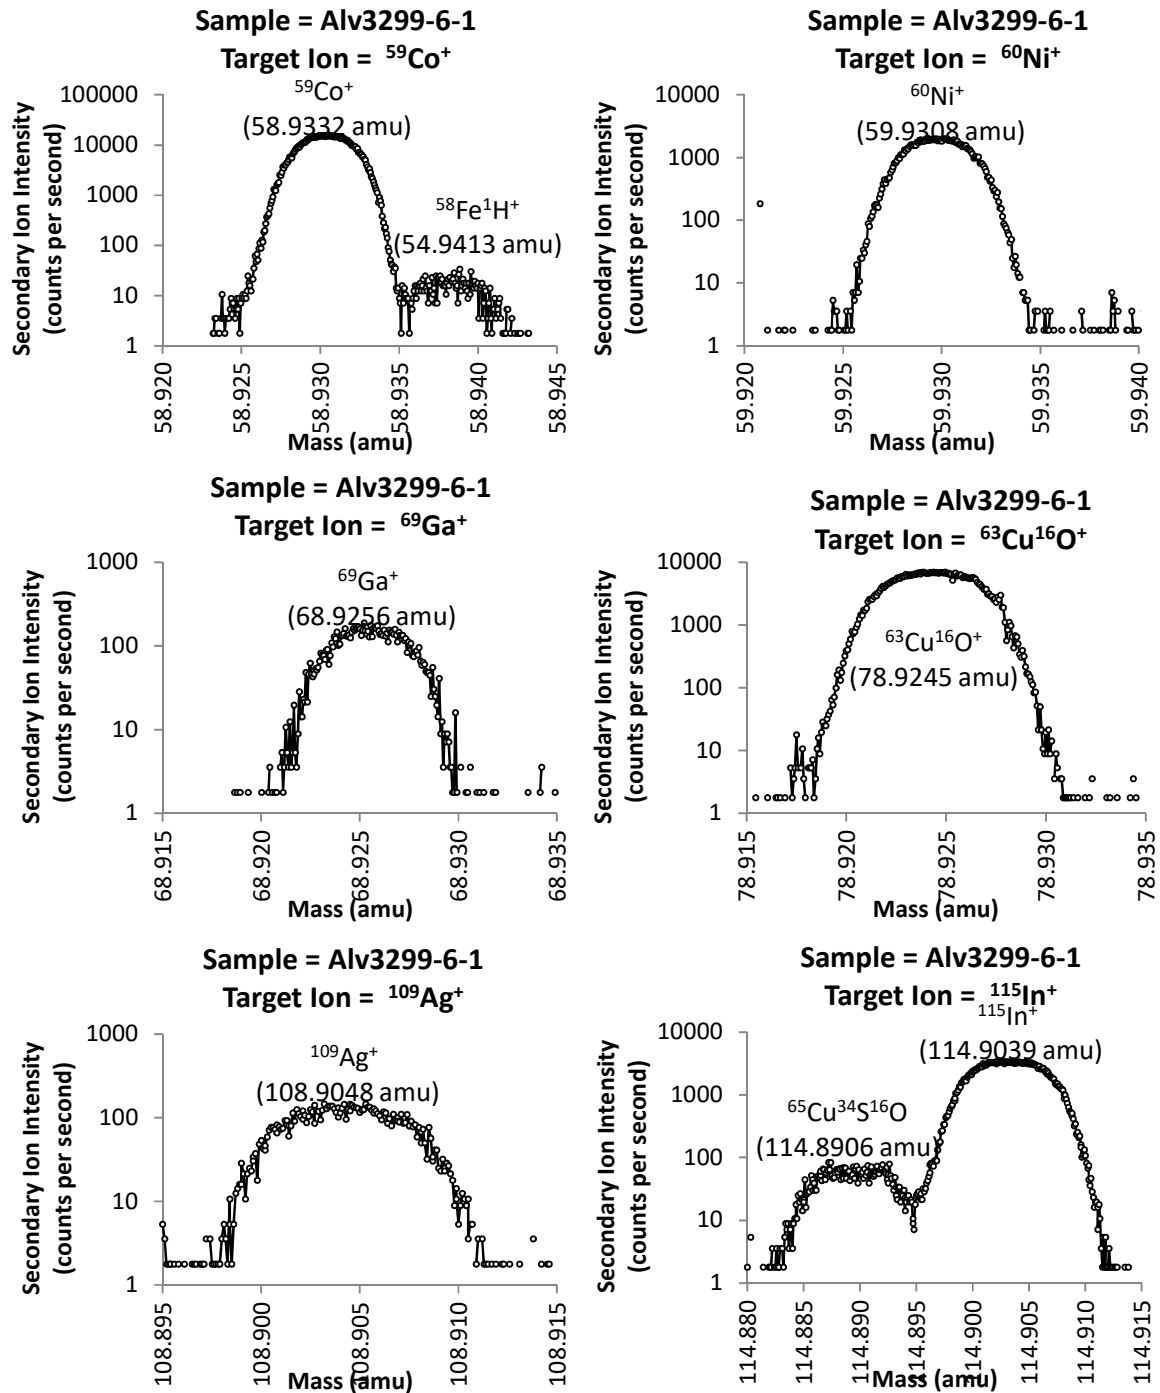 Sample = Alv3299-6-1
Target Ion = ⁵⁹Co⁺
⁵⁹Co⁺
(58.9332 amu)
⁵⁸Fe¹H⁺
(54.9413 amu)
Secondary Ion Intensity
(counts per second)
100000
10000
1000
100
10
1
58.920
58.925
58.930
58.935
58.940
58.945
Mass (amu)
Sample = Alv3299-6-1
Target Ion = ⁶⁰Ni⁺
⁶⁰Ni⁺
(59.9308 amu)
Secondary Ion Intensity
(counts per second)
10000
1000
100
10
1
59.920
59.925
59.930
59.935
59.940
Mass (amu)
Sample = Alv3299-6-1
Target Ion = ⁶⁹Ga⁺
⁶⁹Ga⁺
(68.9256 amu)
Secondary Ion Intensity
(counts per second)
1000
100
10
1
68.915
68.920
68.925
68.930
68.935
Mass (amu)
Sample = Alv3299-6-1
Target Ion = ⁶³Cu¹⁶O⁺
⁶³Cu¹⁶O⁺
(78.9245 amu)
Secondary Ion Intensity
(counts per second)
10000
1000
100
10
1
78.915
78.920
78.925
78.930
78.935
Mass (amu)
Sample = Alv3299-6-1
Target Ion = ¹⁰⁹Ag⁺
¹⁰⁹Ag⁺
(108.9048 amu)
Secondary Ion Intensity
(counts per second)
1000
100
10
1
108.895
108.900
108.905
108.910
108.915
Mass (amu)
Sample = Alv3299-6-1
Target Ion = ¹¹⁵In⁺
¹¹⁵In⁺
(114.9039 amu)
⁶⁵Cu³⁴S¹⁶O
(114.8906 amu)
Secondary Ion Intensity
(counts per second)
10000
1000
100
10
1
114.880
114.885
114.890
114.895
114.900
114.905
114.910
114.915
Mass (amu)